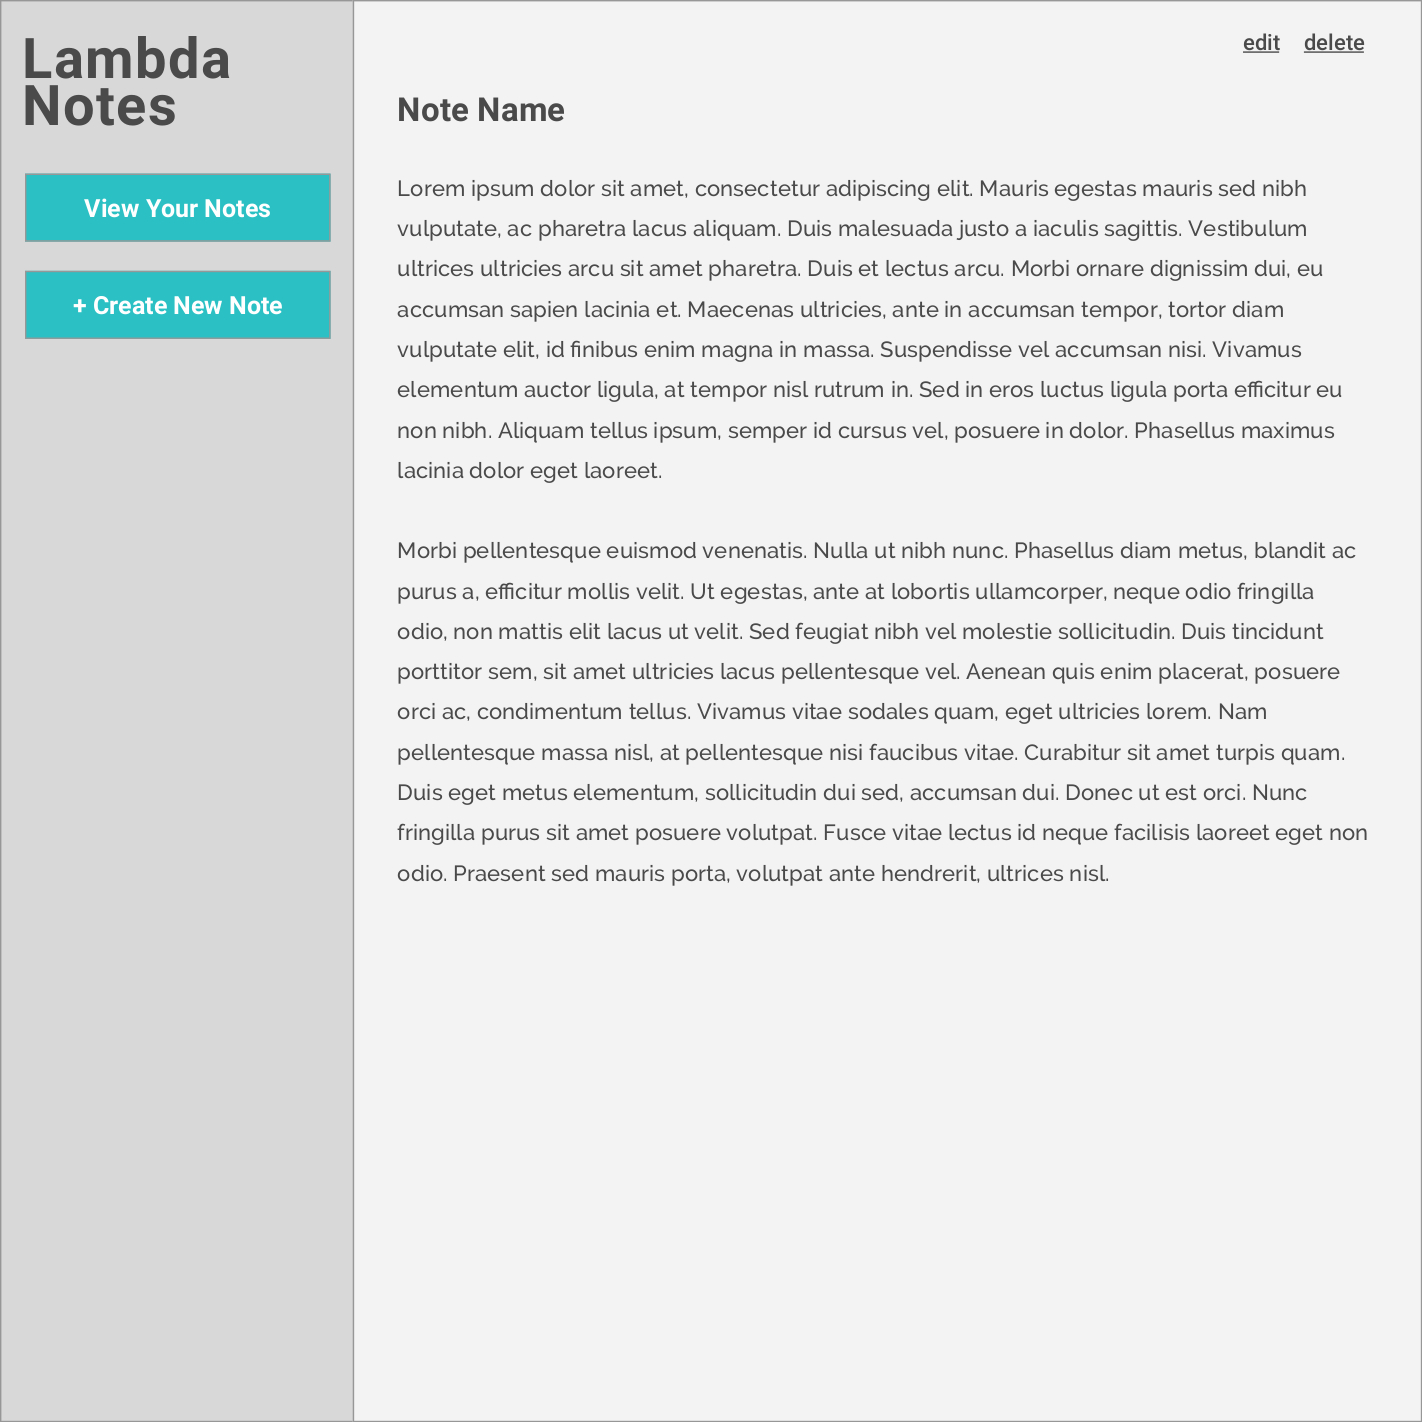 Lambda
Notes
View Your Notes
+ Create New Note
edit delete
Note Name
Lorem ipsum dolor sit amet, consectetur adipiscing elit. Mauris egestas mauris sed nibh
vulputate, ac pharetra lacus aliquam. Duis malesuada justo a iaculis sagittis. Vestibulum
ultrices ultricies arcu sit amet pharetra. Duis et lectus arcu. Morbi ornare dignissim dui, eu
accumsan sapien lacinia et. Maecenas ultricies, ante in accumsan tempor, tortor diam
vulputate elit, id finibus enim magna in massa. Suspendisse vel accumsan nisi. Vivamus
elementum auctor ligula, at tempor nisl rutrum in. Sed in eros luctus ligula porta efficitur eu
non nibh. Aliquam tellus ipsum, semper id cursus vel, posuere in dolor. Phasellus maximus
lacinia dolor eget laoreet.
Morbi pellentesque euismod venenatis. Nulla ut nibh nunc. Phasellus diam metus, blandit ac
purus a, efficitur mollis velit. Ut egestas, ante at lobortis ullamcorper, neque odio fringilla
odio, non mattis elit lacus ut velit. Sed feugiat nibh vel molestie sollicitudin. Duis tincidunt
porttitor sem, sit amet ultricies lacus pellentesque vel. Aenean quis enim placerat, posuere
orci ac, condimentum tellus. Vivamus vitae sodales quam, eget ultricies lorem. Nam
pellentesque massa nisl, at pellentesque nisi faucibus vitae. Curabitur sit amet turpis quam.
Duis eget metus elementum, sollicitudin dui sed, accumsan dui. Donec ut est orci. Nunc
fringilla purus sit amet posuere volutpat. Fusce vitae lectus id neque facilisis laoreet eget non
odio. Praesent sed mauris porta, volutpat ante hendrerit, ultrices nisl.